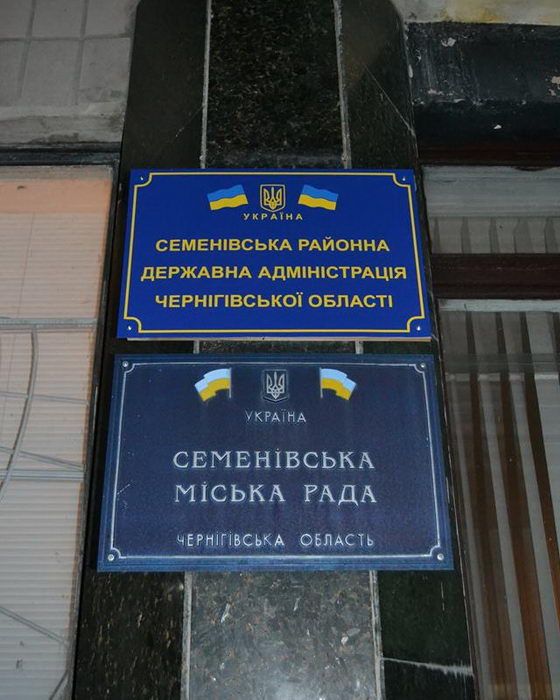 УКРАЇНА
СЕМЕНІВСЬКА РАЙОННА
ДЕРЖАВНА АДМІНІСТРАЦІЯ
ЧЕРНІГІВСЬКОЇ ОБЛАСТІ
УКРАЇНА
СЕМЕНІВСЬКА
МІСЬКА РАДА
ЧЕРНІГІВСЬКА ОБЛАСТЬ